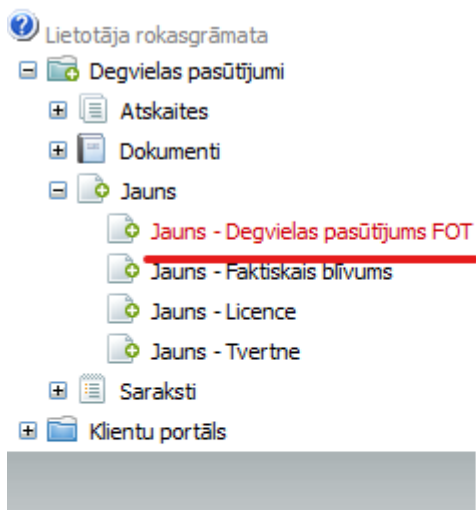 Lietotāja rokasgrāmata
Degvielas pasūtījumi
Atskaites
Dokumenti
Jauns
Jauns - Degvielas pasūtījums FOT
Jauns - Faktiskais blīvums
Jauns - Licence
Jauns - Tvertne
Saraksti
Klientu portāls